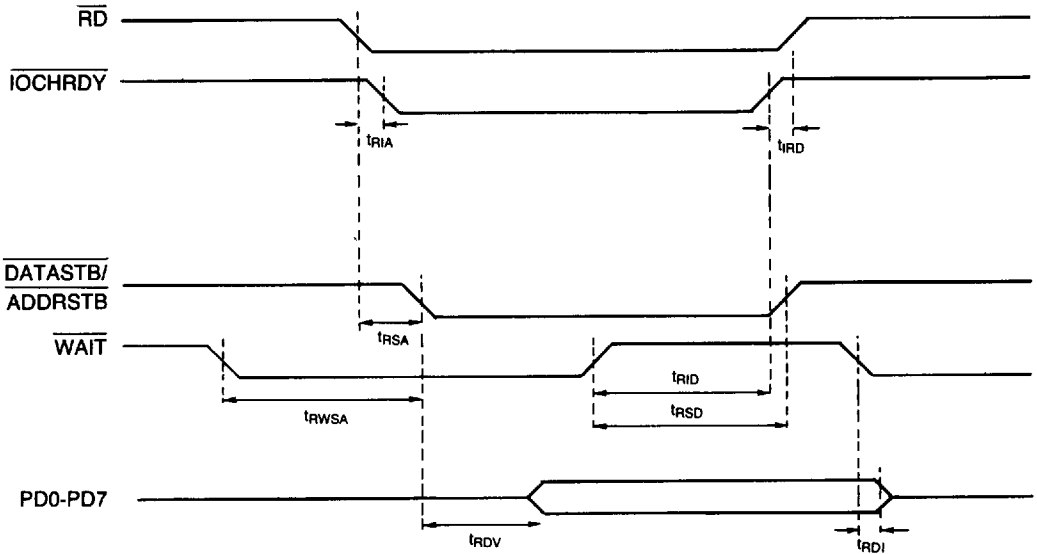 RD
IOCHRDY
tRIA
tIRD
DATASTB/
ADDRSTB
tRSA
WAIT
tRID
tRWSA
tRSD
PD0-PD7
tRDV
tRDI